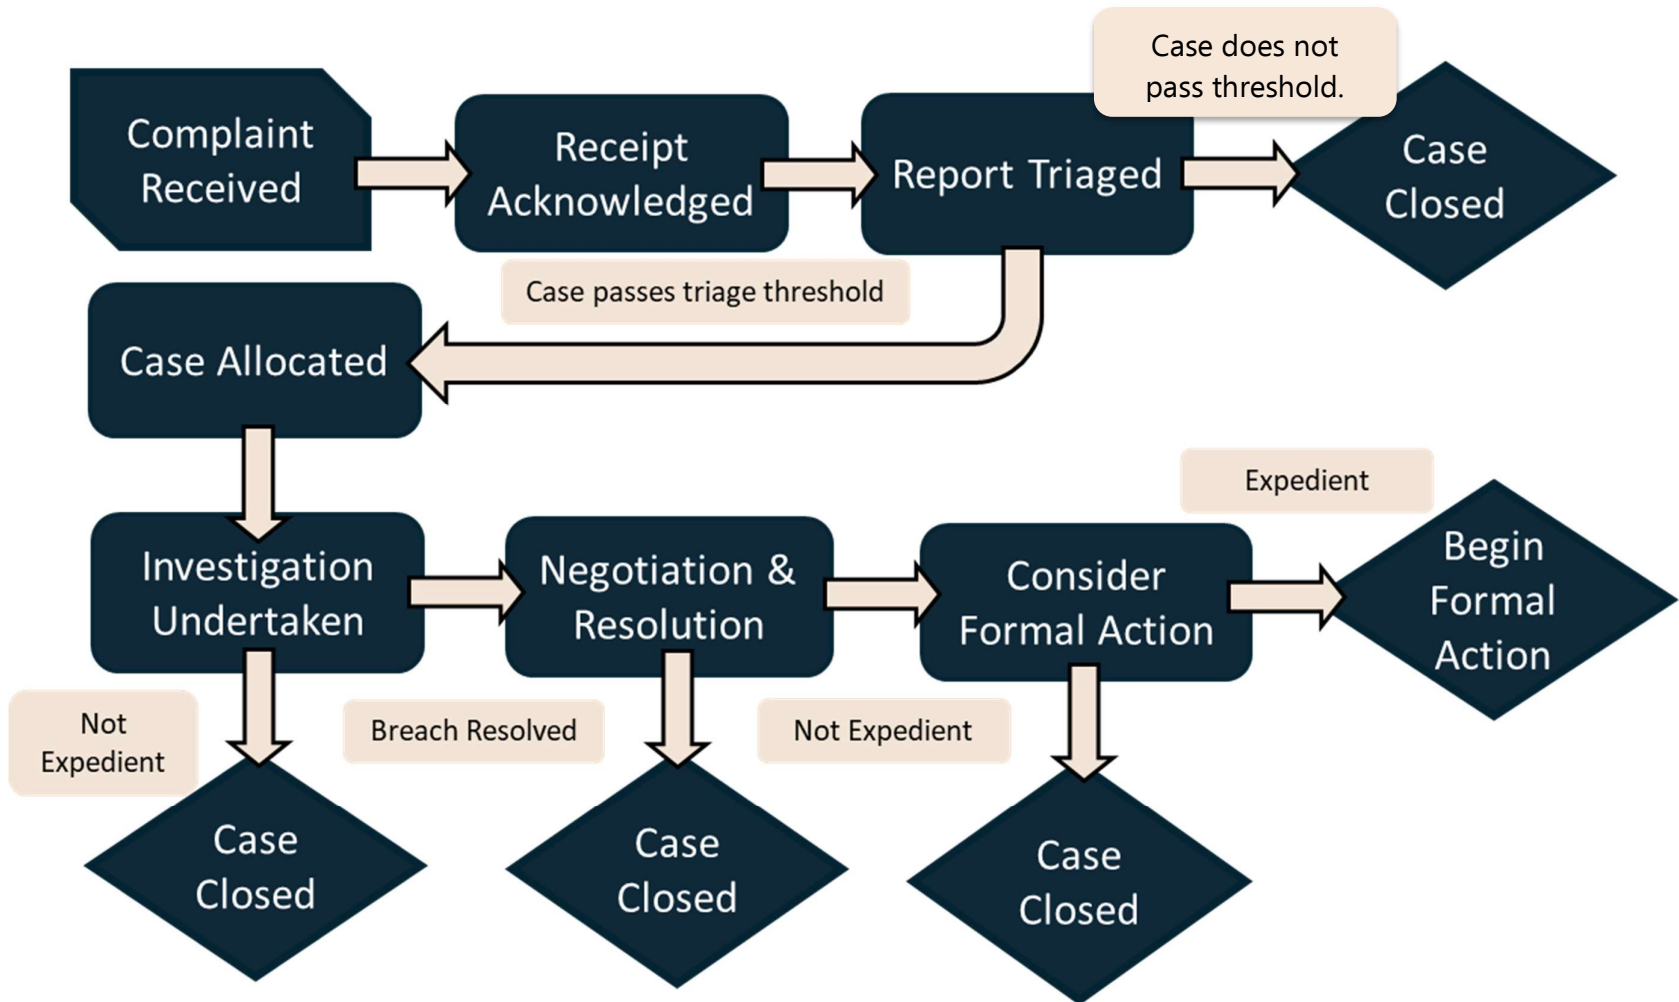 Case does not
pass threshold.
Complaint
Received
Receipt
Acknowledged
Report Triaged
Case
Closed
Case passes triage threshold
Case Allocated
Expedient
Investigation
Undertaken
Negotiation &
Resolution
Consider
Formal Action
Begin
Formal
Action
Not
Expedient
Breach Resolved
Not Expedient
Case
Closed
Case
Closed
Case
Closed